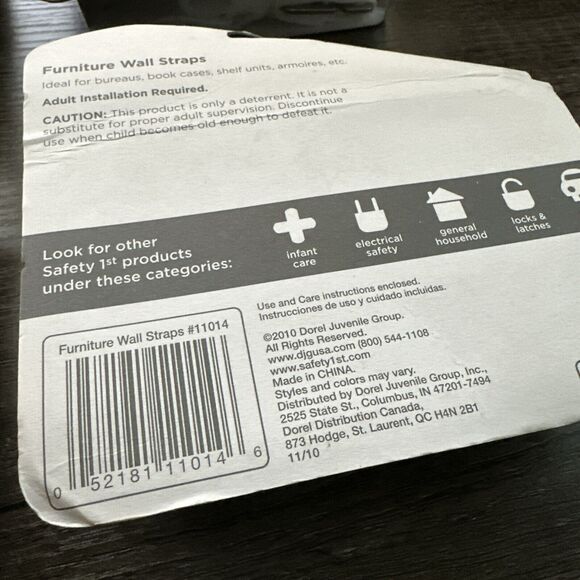 Furniture Wall Straps
Ideal for bureaus, book cases, shelf units, armoires, etc.
Adult Installation Required.
CAUTION: This product is only a deterrent. It is not a
substitute for proper adult supervision. Discontinue
use when child becomes old enough to defeat it.
Look for other
Safety 1st products
under these categories:
infant
care
electrical
safety
general
household
locks &
latches
Use and Care instructions enclosed.
Instrucciones de uso y cuidado incluidas.
©2010 Dorel Juvenile Group.
All Rights Reserved.
www.djgusa.com (800) 544-1108
www.safety1st.com
Made in CHINA.
Styles and colors may vary.
Distributed by Dorel Juvenile Group, Inc.,
2525 State St., Columbus, IN 47201-7494
Dorel Distribution Canada,
873 Hodge, St. Laurent, QC H4N 2B1
11/10
Furniture Wall Straps #11014
0 52181 11014 6